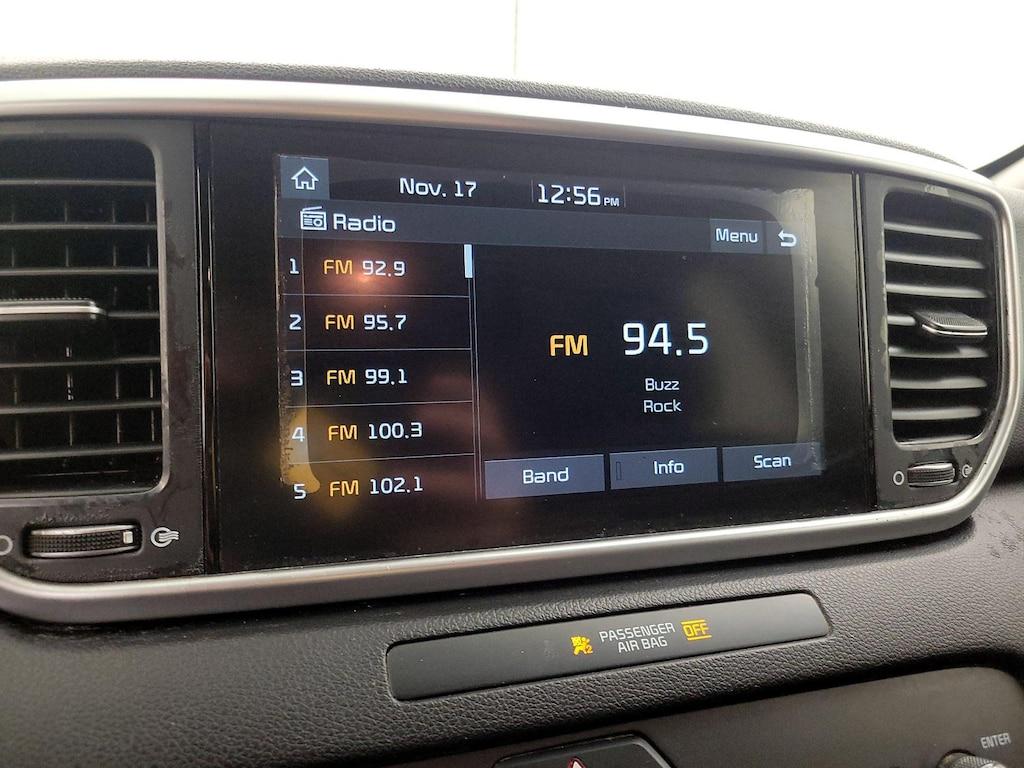 Nov. 17 12:56 PM
Radio
Menu
1 FM 92.9
2 FM 95.7
3 FM 99.1
4 FM 100.3
5 FM 102.1
FM 94.5
Buzz
Rock
Band Info Scan
PASSENGER
AIR BAG
OFF
2
ENTER